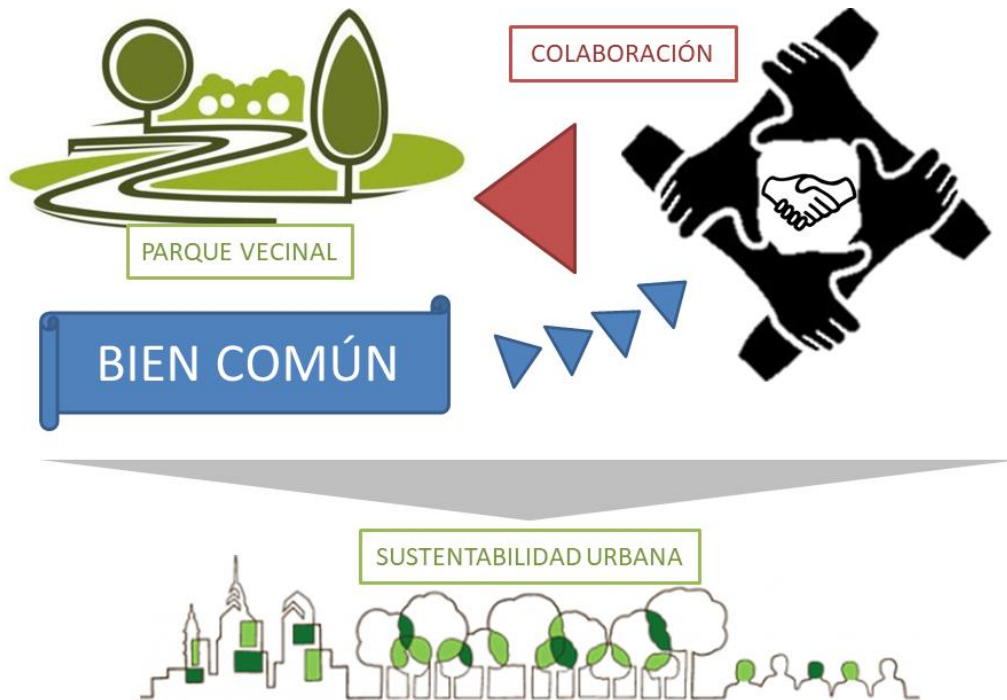 COLABORACIÓN
PARQUE VECINAL
BIEN COMÚN
SUSTENTABILIDAD URBANA